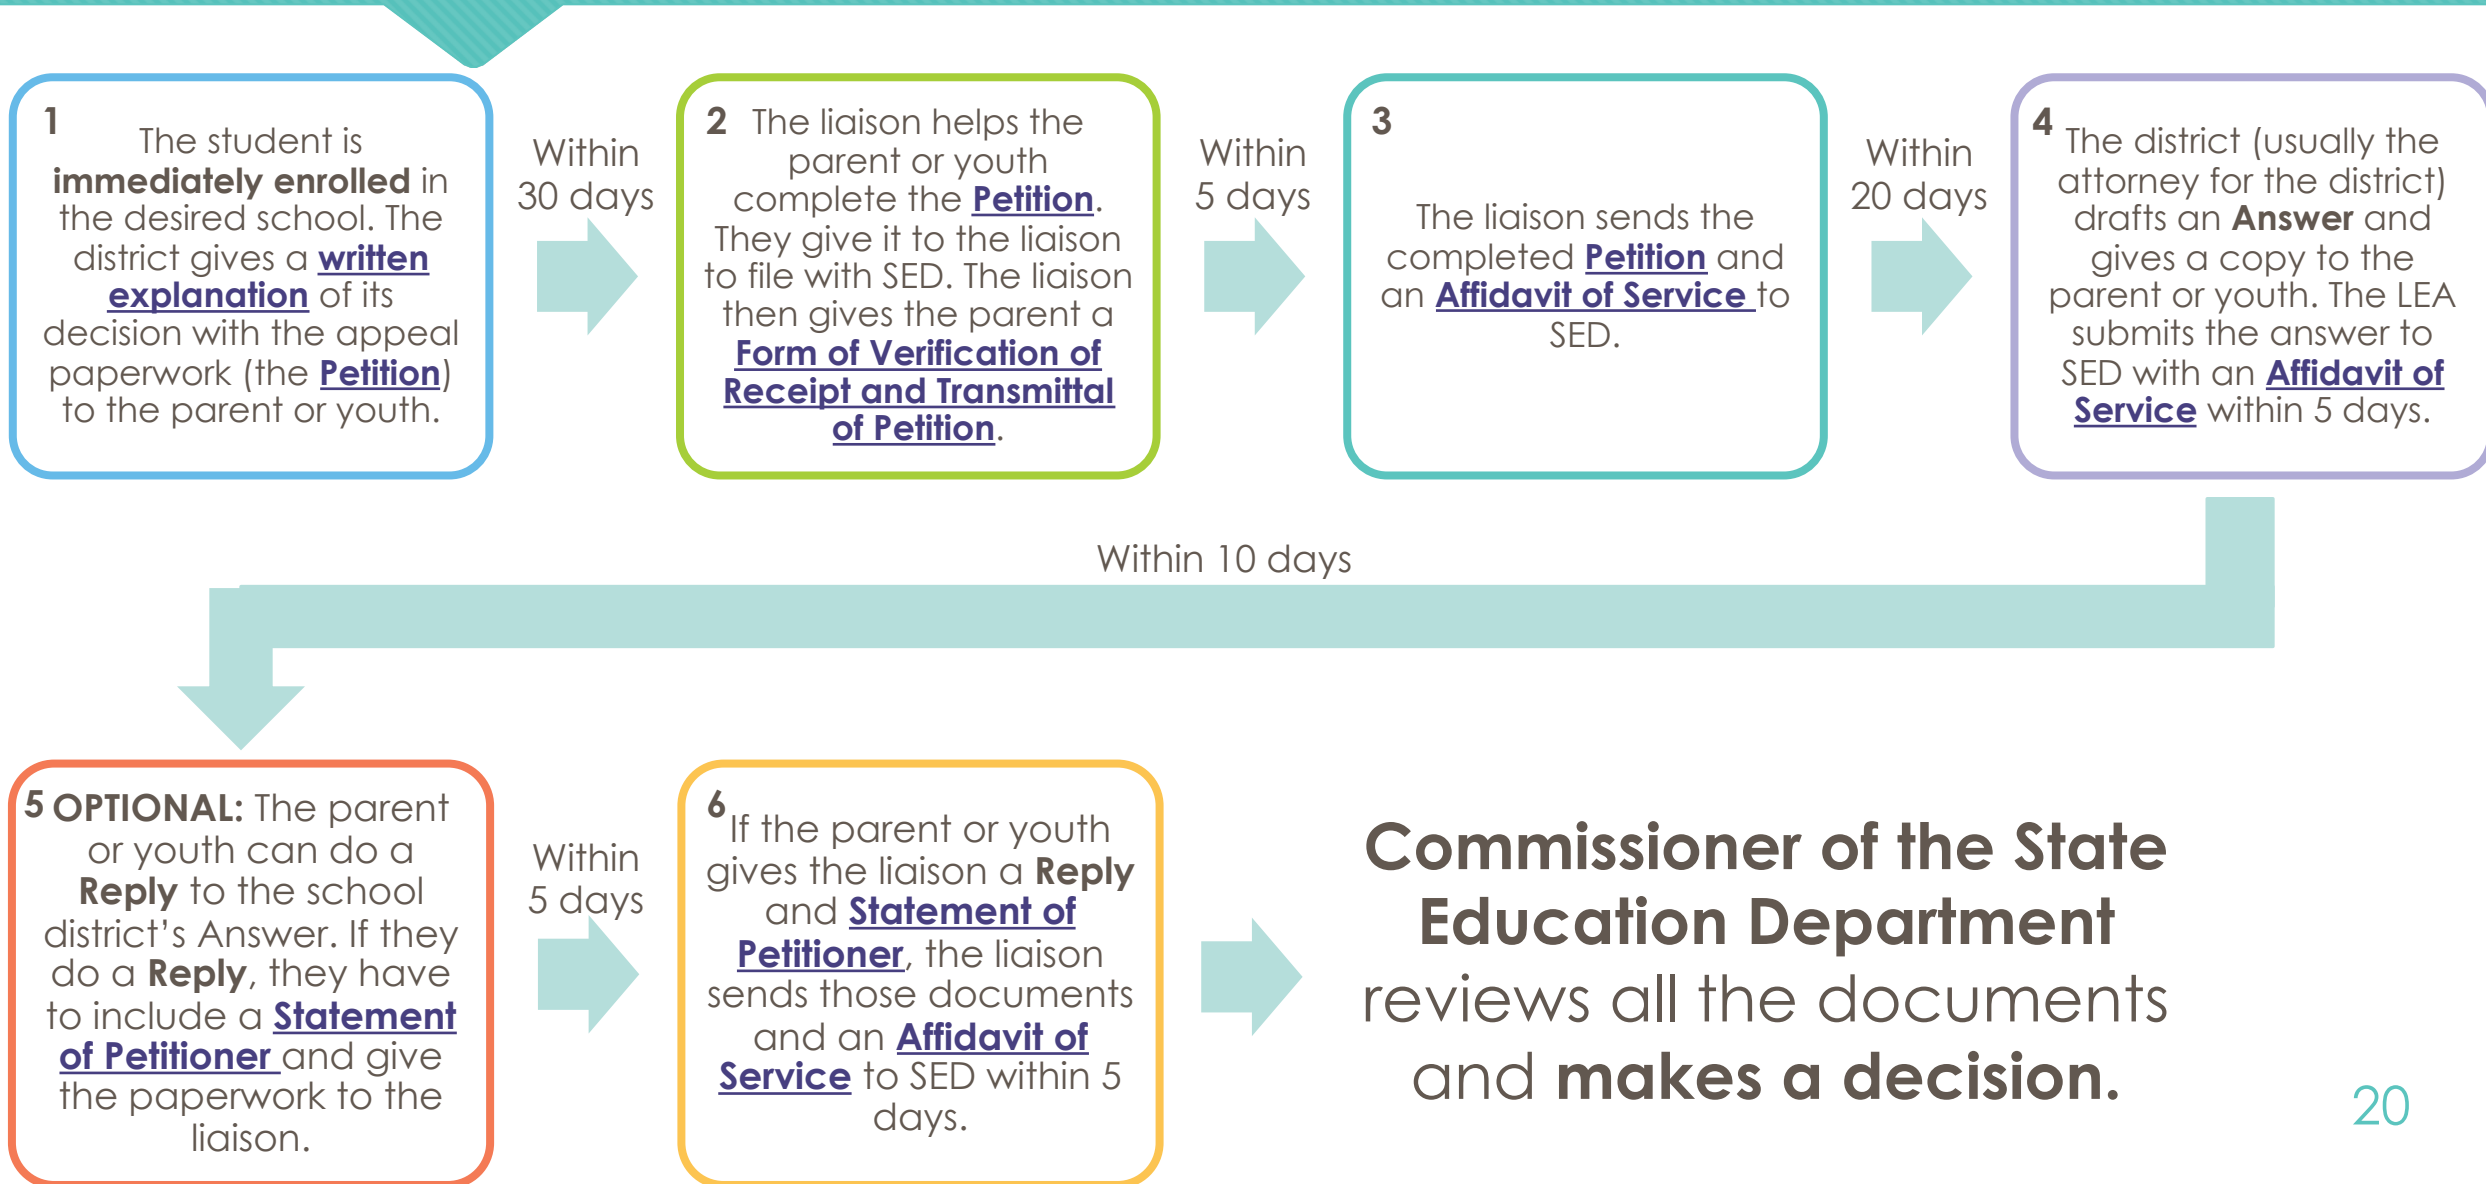 1
The student is
immediately enrolled in
the desired school. The
district gives a written
explanation of its
decision with the appeal
paperwork (the Petition)
to the parent or youth.
Within
30 days
2 The liaison helps the
parent or youth
complete the Petition.
They give it to the liaison
to file with SED. The liaison
then gives the parent a
Form of Verification of
Receipt and Transmittal
of Petition.
Within
5 days
3
The liaison sends the
completed Petition and
an Affidavit of Service to
SED.
Within
20 days
4 The district (usually the
attorney for the district)
drafts an Answer and
gives a copy to the
parent or youth. The LEA
submits the answer to
SED with an Affidavit of
Service within 5 days.
Within 10 days
5 OPTIONAL: The parent
or youth can do a
Reply to the school
district’s Answer. If they
do a Reply, they have
to include a Statement
of Petitioner and give
the paperwork to the
liaison.
Within
5 days
6 If the parent or youth
gives the liaison a Reply
and Statement of
Petitioner, the liaison
sends those documents
and an Affidavit of
Service to SED within 5
days.
Commissioner of the State
Education Department
reviews all the documents
and makes a decision.
20